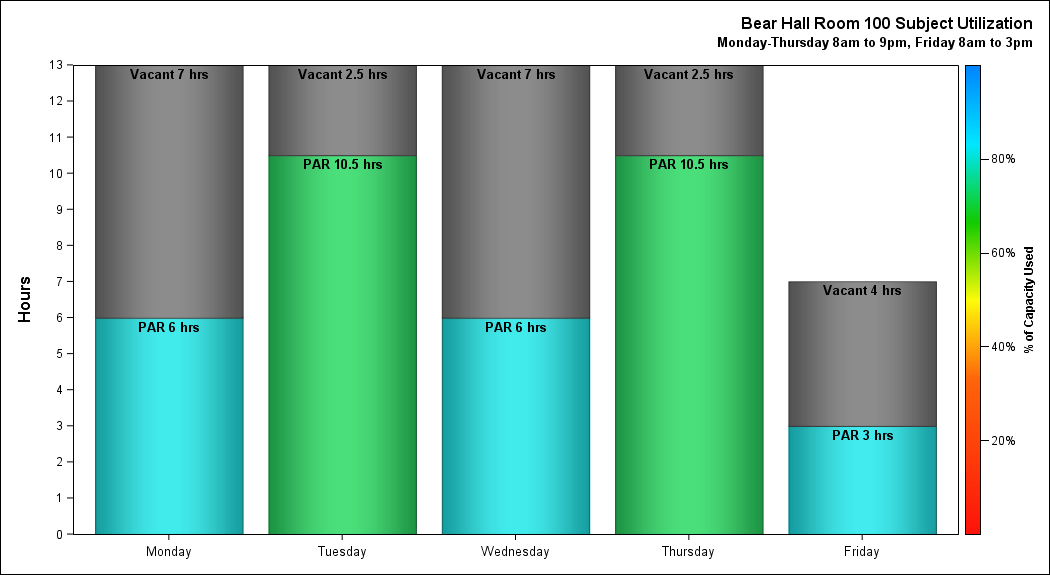 Bear Hall Room 100 Subject Utilization
Monday-Thursday 8am to 9pm, Friday 8am to 3pm
Hours
13
12
11
10
9
8
7
6
5
4
3
2
1
0
Vacant 7 hrs
PAR 6 hrs
Vacant 2.5 hrs
PAR 10.5 hrs
Vacant 7 hrs
PAR 6 hrs
Vacant 2.5 hrs
PAR 10.5 hrs
Vacant 4 hrs
PAR 3 hrs
Monday
Tuesday
Wednesday
Thursday
Friday
80%
60%
40%
20%
% of Capacity Used